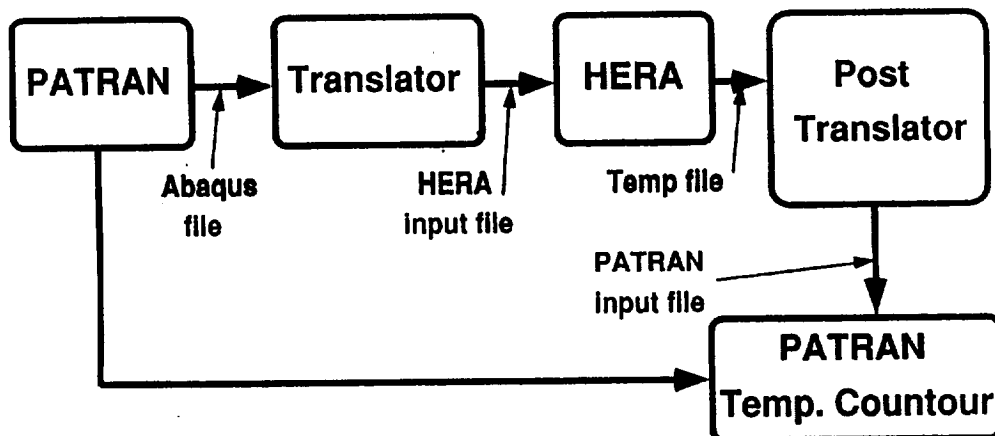 PATRAN
Translator
HERA
Post
Translator
Abaqus
file
HERA
input file
Temp file
PATRAN
input file
PATRAN
Temp. Countour